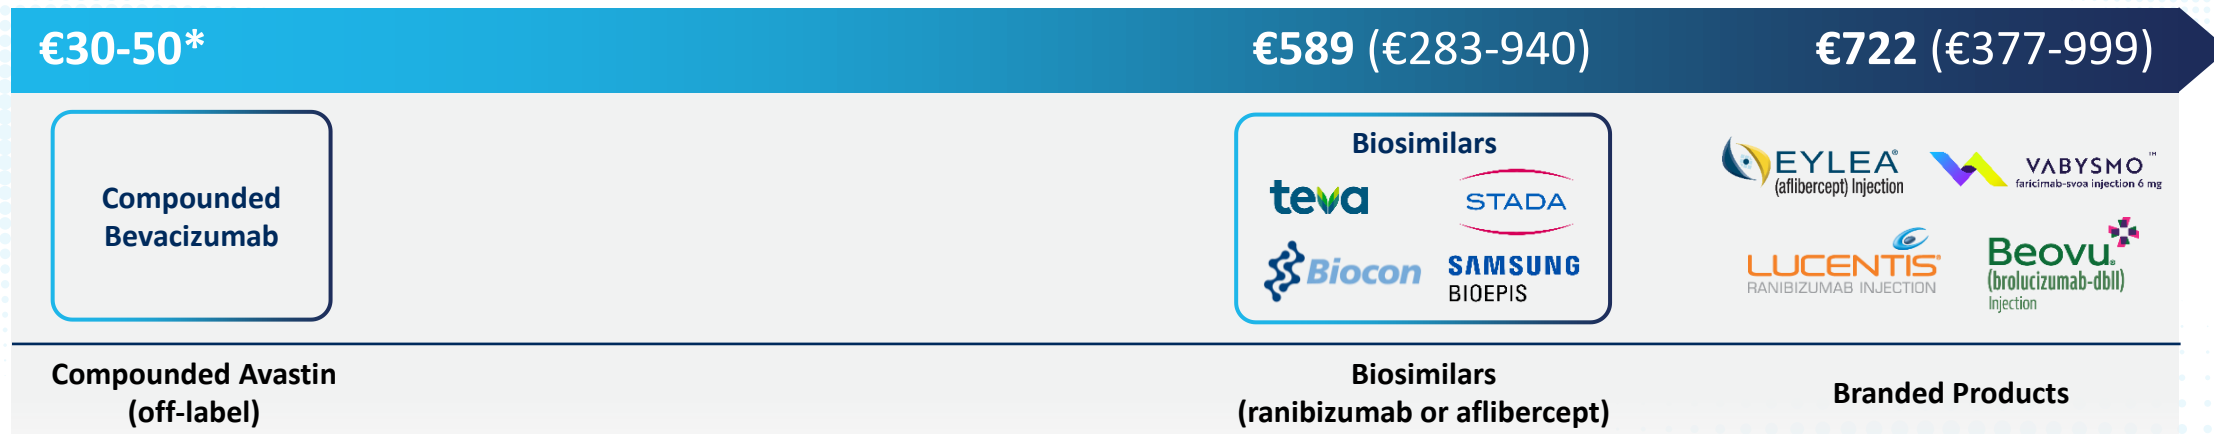 €30-50*
€589 (€283-940)
€722 (€377-999)
Compounded
Bevacizumab
Biosimilars
teva
STADA
Biocon
SAMSUNG
BIOEPIS
EYLEA®
(aflibercept) Injection
VABYSMO™
faricimab-svoa injection 6 mg
LUCENTIS®
RANIBIZUMAB INJECTION
Beovu®
(brolucizumab-dbll)
Injection
Compounded Avastin
(off-label)
Biosimilars
(ranibizumab or aflibercept)
Branded Products